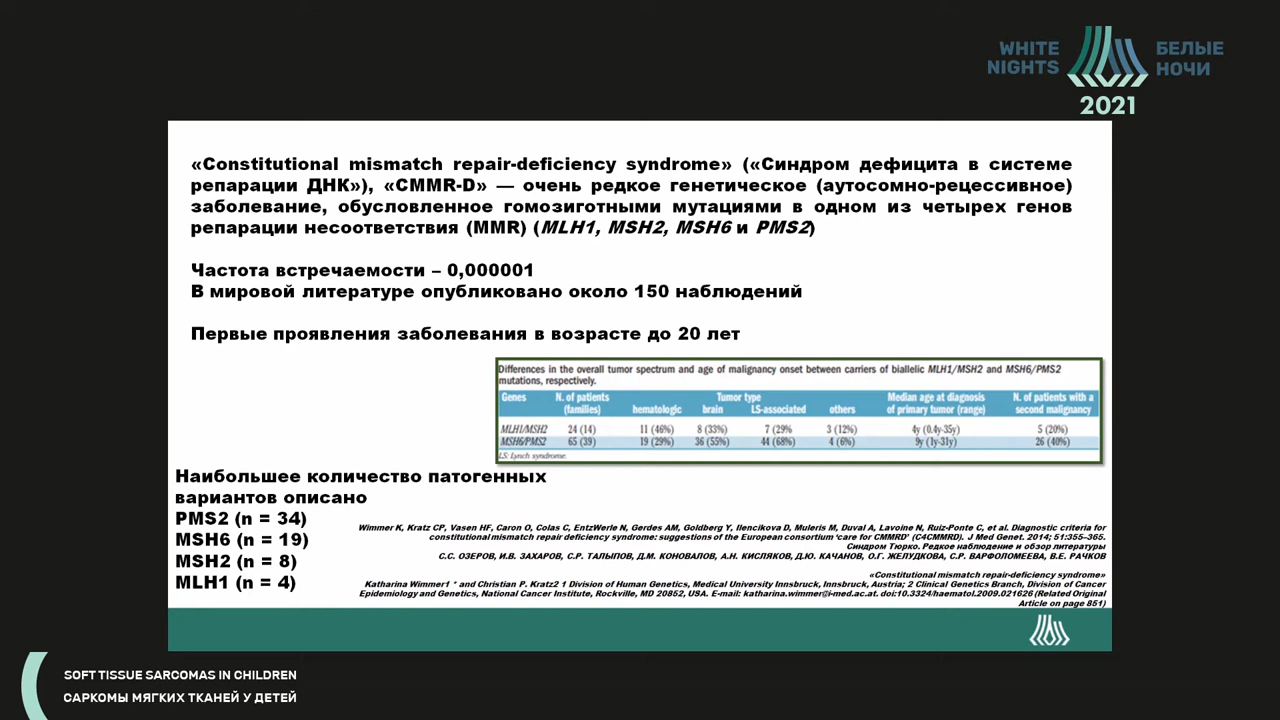 WHITE NIGHTS
БЕЛЫЕ НОЧИ
2021
«Constitutional mismatch repair-deficiency syndrome» («Синдром дефицита в системе
репарации ДНК»), «CMMR-D» — очень редкое генетическое (аутосомно-рецессивное)
заболевание, обусловленное гомозиготными мутациями в одном из четырех генов
репарации несоответствия (MMR) (MLH1, MSH2, MSH6 и PMS2)
Частота встречаемости – 0,000001
В мировой литературе опубликовано около 150 наблюдений
Первые проявления заболевания в возрасте до 20 лет
Differences in the overall tumor spectrum and age of malignancy onset between carriers of biallelic MLH1/MSH2 and MSH6/PMS2
mutations, respectively.
Genes N. of patients Tumor type Median age at diagnosis N. of patients with a
(families) hematologic brain LS-associated others of primary tumor (range) second malignancy
MLH1/MSH2 24 (14) 11 (46%) 8 (33%) 7 (29% 3 (12%) 4y (0.4y-35y) 5 (20%)
MSH6/PMS2 65 (39) 19 (29%) 36 (55%) 44 (68%) 4 (6%) 9y (1y-31y) 26 (40%)
LS: Lynch syndrome.
Наибольшее количество патогенных
вариантов описано
PMS2 (n = 34)
MSH6 (n = 19)
MSH2 (n = 8)
MLH1 (n = 4)
Wimmer K, Kratz CP, Vasen HF, Caron O, Colas C, EntzWerle N, Gerdes AM, Goldberg Y, Ilencikova D, Muleris M, Duval A, Lavoine N, Ruiz-Ponte C, et al. Diagnostic criteria for
constitutional mismatch repair deficiency syndrome: suggestions of the European consortium 'care for CMMRD' (C4CMMRD). J Med Genet. 2014; 51:355–365.
Синдром Тюрко. Редкое наблюдение и обзор литературы
С.С. ОЗЕРОВ, И.В. ЗАХАРОВ, С.Р. ТАЛЫПОВ, Д.М. КОНОВАЛОВ, А.Н. КИСЛЯКОВ, Д.Ю. КАЧАНОВ, О.Г. ЖЕЛУДКОВА, С.Р. ВАРФОЛОМЕЕВА, В.Е. РАЧКОВ
«Constitutional mismatch repair-deficiency syndrome»
Katharina Wimmer1 * and Christian P. Kratz2 1 Division of Human Genetics, Medical University Innsbruck, Innsbruck, Austria; 2 Clinical Genetics Branch, Division of Cancer
Epidemiology and Genetics, National Cancer Institute, Rockville, MD 20852, USA. E-mail: katharina.wimmer@i-med.ac.at. doi:10.3324/haematol.2009.021626 (Related Original
Article on page 851)
SOFT TISSUE SARCOMAS IN CHILDREN
САРКОМЫ МЯГКИХ ТКАНЕЙ У ДЕТЕЙ